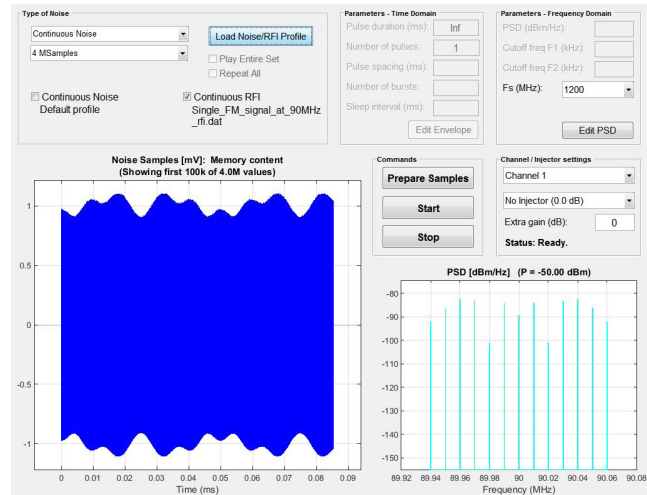 Type of Noise
Continuous Noise
4 MSamples
Load Noise/RFI Profile
Play Entire Set
Repeat All
Continuous Noise
Default profile
Continuous RFI
Single_FM_signal_at_90MHz
_rfi.dat
Parameters - Time Domain
Pulse duration (ms): Inf
Number of pulses: 1
Pulse spacing (ms):
Number of bursts:
Sleep interval (ms):
Edit Envelope
Parameters - Frequency Domain
PSD (dBm/Hz):
Cutoff freq F1 (kHz):
Cutoff freq F2 (kHz):
Fs (MHz): 1200
Edit PSD
Noise Samples [mV]: Memory content
(Showing first 100k of 4.0M values)
1
0.5
0
-0.5
-1
0 0.01 0.02 0.03 0.04 0.05 0.06 0.07 0.08 0.09
Time (ms)
Commands
Prepare Samples
Start
Stop
Channel / Injector settings
Channel 1
No Injector (0.0 dB)
Extra gain (dB): 0
Status: Ready.
PSD [dBm/Hz] (P = -50.00 dBm)
-80
-90
-100
-110
-120
-130
-140
-150
89.92 89.94 89.96 89.98 90 90.02 90.04 90.06 90.08
Frequency (MHz)